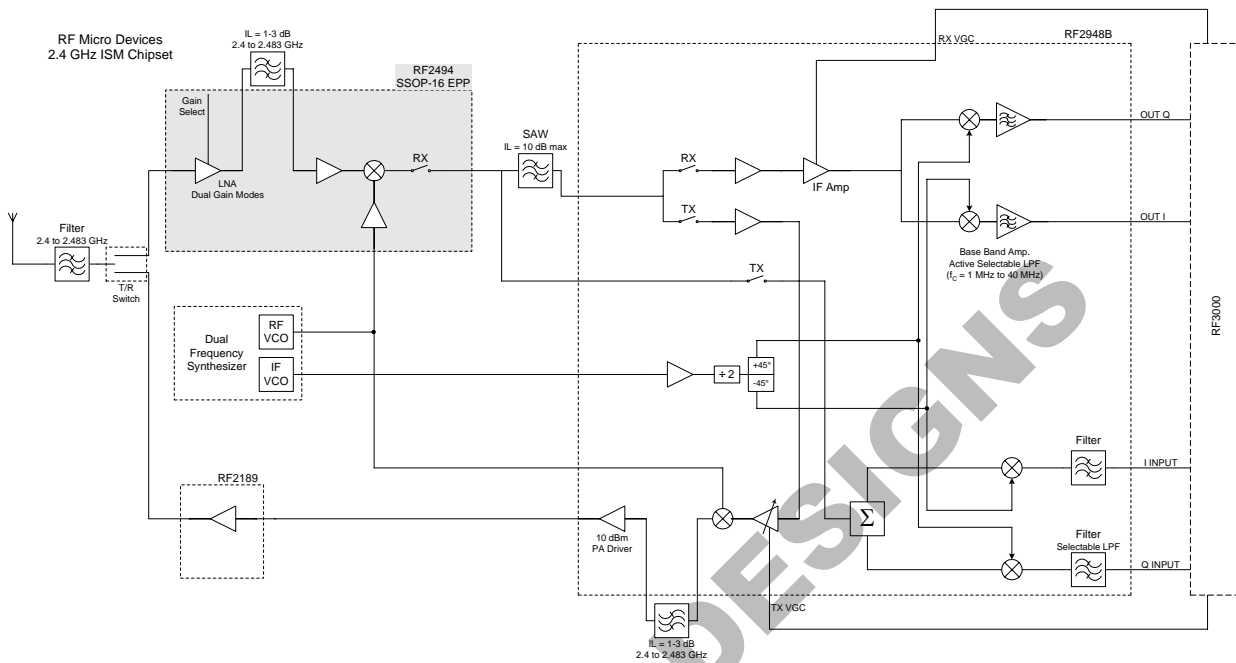 RF Micro Devices
2.4 GHz ISM Chipset
IL = 1-3 dB
2.4 to 2.483 GHz
RF2494
SSOP-16 EPP
Gain
Select
LNA
Dual Gain Modes
RX
SAW
IL = 10 dB max
RX VGC
RF2948B
RX
IF Amp
TX
OUT Q
OUT I
Base Band Amp.
Active Selectable LPF
(fC = 1 MHz to 40 MHz)
Filter
2.4 to 2.483 GHz
T/R
Switch
TX
RF3000
Dual
Frequency
Synthesizer
RF
VCO
IF
VCO
÷ 2
+45°
-45°
Filter
I INPUT
RF2189
10 dBm
PA Driver
Σ
Filter
Selectable LPF
Q INPUT
TX VGC
IL = 1-3 dB
2.4 to 2.483 GHz
DESIGNS